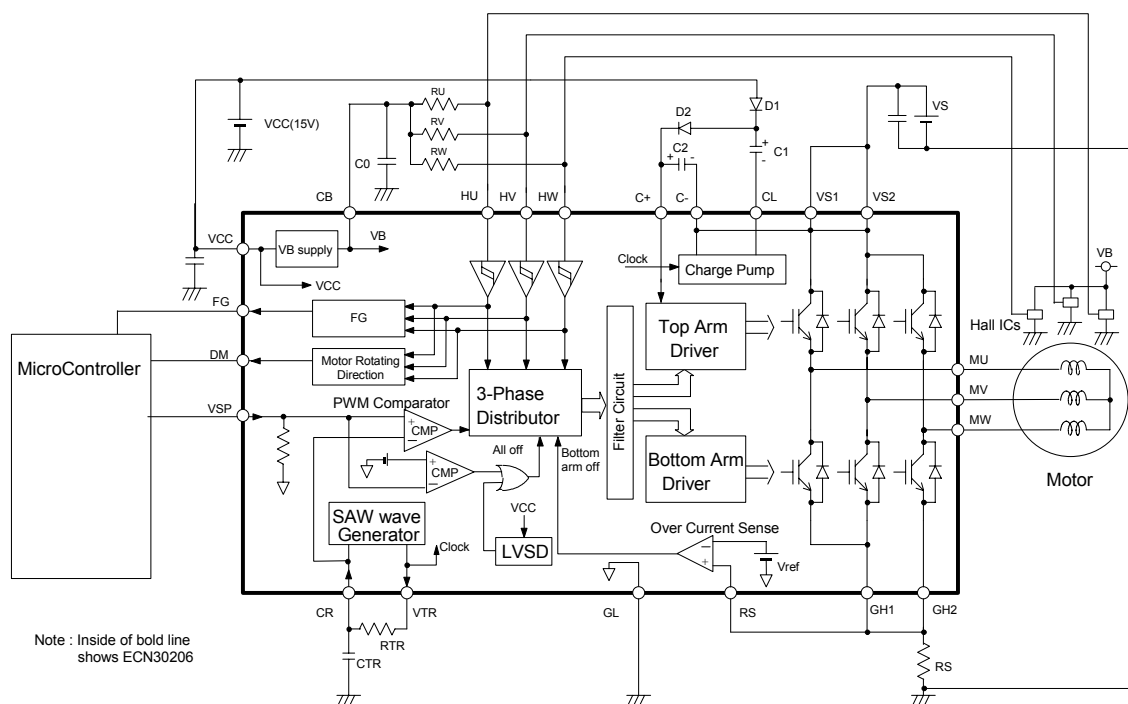 RU
RV
RW
VCC(15V)
C0
D1
D2
+ C2 -
+
C1
-
VS
CB
HU
HV
HW
C+
C-
CL
VS1
VS2
VCC
VB supply
VB
VCC
Clock
Charge Pump
VB
FG
FG
Hall ICs
MicroController
DM
Motor Rotating
Direction
Top Arm
Driver
MU
MV
MW
VSP
PWM Comparator
+
CMP
−
3-Phase
Distributor
Filter Circuit
All off
Bottom
arm off
Bottom Arm
Driver
Motor
+
CMP
−
SAW wave
Generator
Clock
VCC
LVSD
Over Current Sense
−
+
Vref
CR
VTR
GL
RS
GH1
GH2
RTR
CTR
RS
Note : Inside of bold line
shows ECN30206